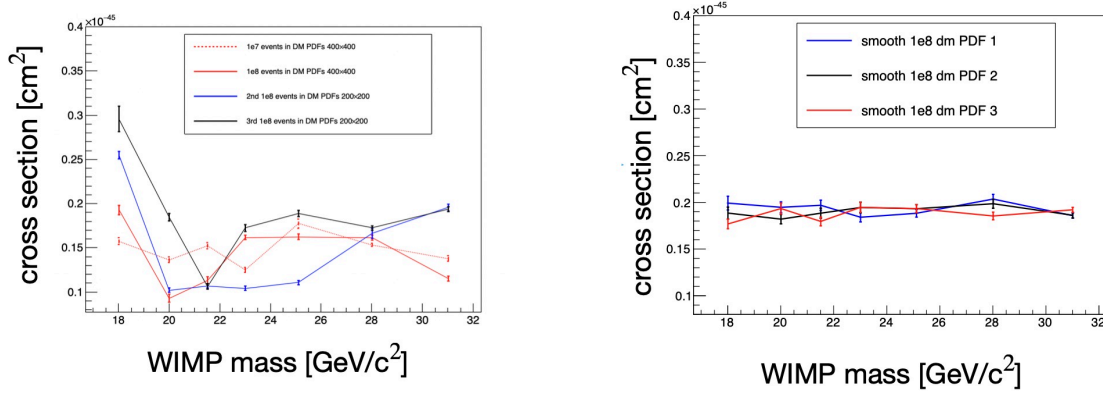 ×10⁻⁴⁵
0.4
0.35
0.3
0.25
0.2
0.15
0.1
cross section [cm²]
1e7 events in DM PDFs 400×400
1e8 events in DM PDFs 400×400
2nd 1e8 events in DM PDFs 200×200
3rd 1e8 events in DM PDFs 200×200
18 20 22 24 26 28 30 32
WIMP mass [GeV/c²]
×10⁻⁴⁵
0.4
0.35
0.3
0.25
0.2
0.15
0.1
cross section [cm²]
smooth 1e8 dm PDF 1
smooth 1e8 dm PDF 2
smooth 1e8 dm PDF 3
18 20 22 24 26 28 30 32
WIMP mass [GeV/c²]